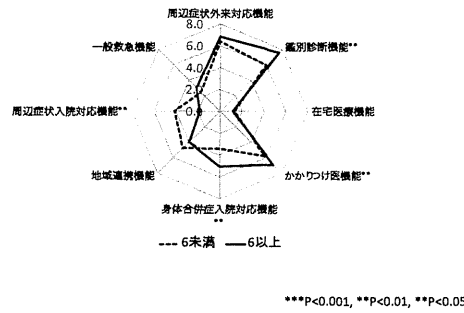 周辺症状外来対応機能
8.0
一般救急機能
6.0
鑑別診断機能**
4.0
2.0
周辺症状入院対応機能**
0
在宅医療機能
地域連携機能
かかりつけ医機能**
身体合併症入院対応機能
**
6未満 6以上
***P<0.001, **P<0.01, **P<0.05